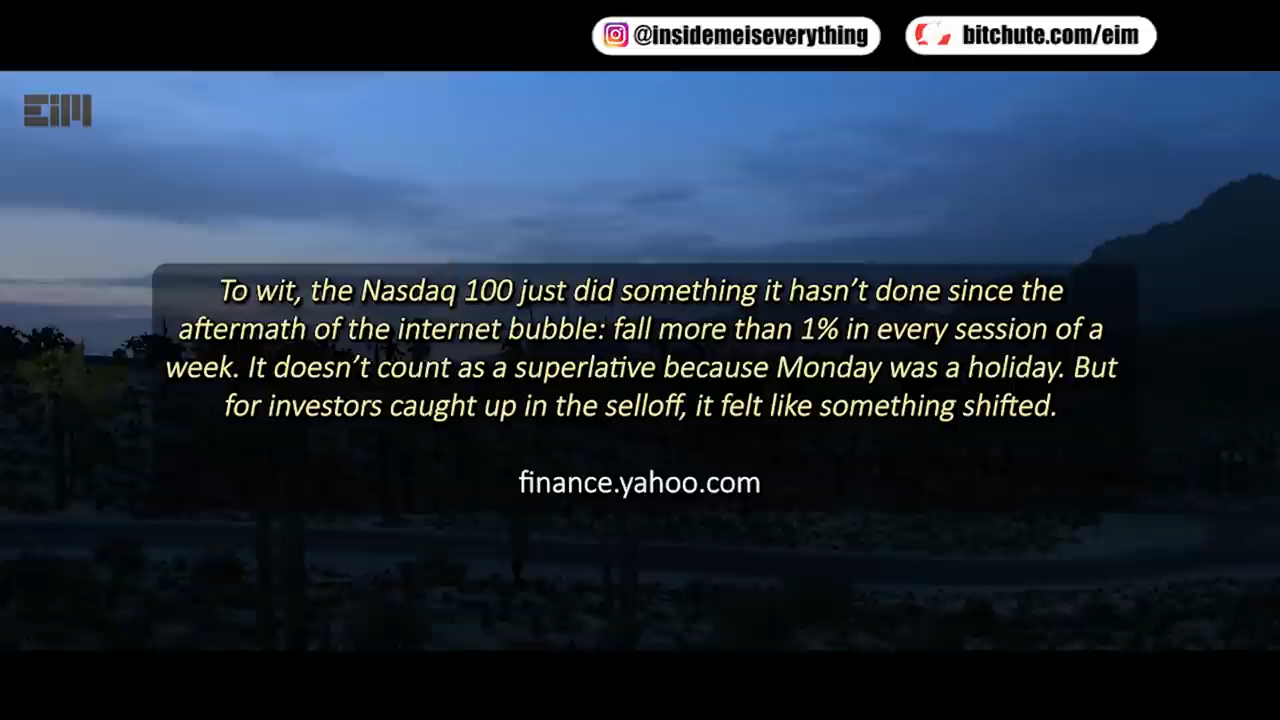 @insidemeiseverything
bitchute.com/eim
EIM
To wit, the Nasdaq 100 just did something it hasn't done since the
aftermath of the internet bubble: fall more than 1% in every session of a
week. It doesn't count as a superlative because Monday was a holiday. But
for investors caught up in the selloff, it felt like something shifted.
finance.yahoo.com